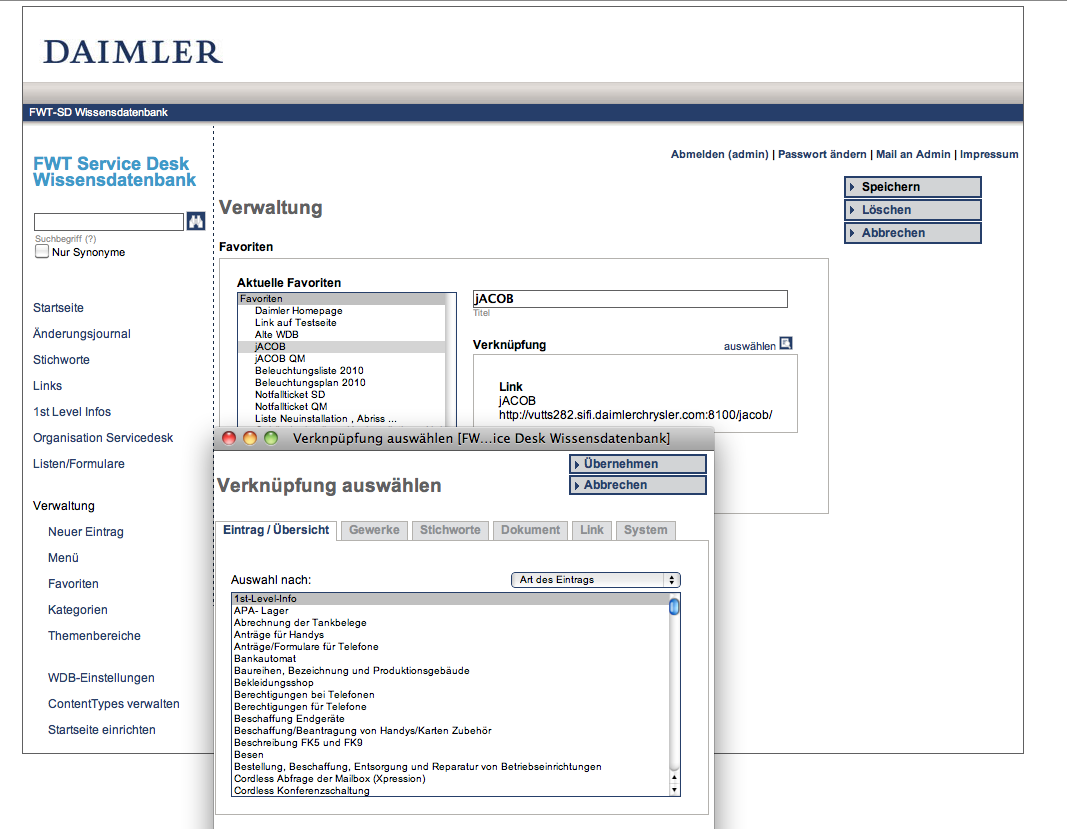 DAIMLER
FWT-SD Wissensdatenbank
Abmelden (admin) | Passwort ändern | Mail an Admin | Impressum
FWT Service Desk
Wissensdatenbank
Suchbegriff (?)
Nur Synonyme
Startseite
Änderungsjournal
Stichworte
Links
1st Level Infos
Organisation Servicedesk
Listen/Formulare
Verwaltung
Neuer Eintrag
Menü
Favoriten
Kategorien
Themenbereiche
WDB-Einstellungen
ContentTypes verwalten
Startseite einrichten
Verwaltung
Speichern
Löschen
Abbrechen
Favoriten
Aktuelle Favoriten
Favoriten
Daimler Homepage
Link auf Testseite
Alte WDB
jACOB
jACOB QM
Beleuchtungsliste 2010
Beleuchtungsplan 2010
Notfallticket SD
Notfallticket QM
Liste Neuinstallation , Abriss ...
jACOB
Titel
Verknüpfung
auswählen
Link
jACOB
http://vutts282.sifi.daimlerchrysler.com:8100/jacob/
Verknpüpfung auswählen [FW...ice Desk Wissensdatenbank]
Übernehmen
Abbrechen
Verknüpfung auswählen
Eintrag / Übersicht
Gewerke
Stichworte
Dokument
Link
System
Auswahl nach:
Art des Eintrags
1st-Level-Info
APA- Lager
Abrechnung der Tankbelege
Anträge für Handys
Anträge/Formulare für Telefone
Bankautomat
Baureihen, Bezeichnung und Produktionsgebäude
Bekleidungsshop
Berechtigungen bei Telefonen
Berechtigungen für Telefone
Beschaffung Endgeräte
Beschaffung/Beantragung von Handys/Karten Zubehör
Beschreibung FK5 und FK9
Besen
Bestellung, Beschaffung, Entsorgung und Reparatur von Betriebseinrichtungen
Cordless Abfrage der Mailbox (Xpression)
Cordless Konferenzschaltung